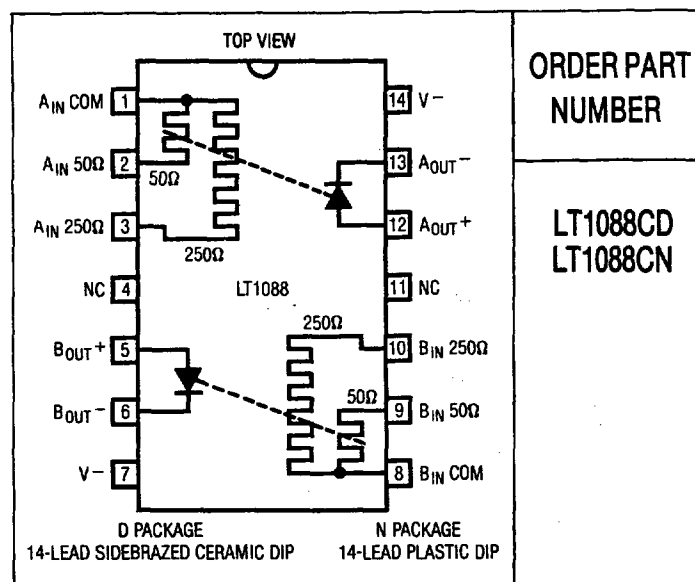 TOP VIEW
ORDER PART
NUMBER
A_IN COM 1
14 V−
A_IN 50Ω 2
13 A_OUT−
50Ω
A_IN 250Ω 3
12 A_OUT+
250Ω
NC 4
LT1088
11 NC
LT1088CD
LT1088CN
250Ω
B_OUT+ 5
10 B_IN 250Ω
50Ω
B_OUT− 6
9 B_IN 50Ω
V− 7
8 B_IN COM
D PACKAGE
14-LEAD SIDEBRAZED CERAMIC DIP
N PACKAGE
14-LEAD PLASTIC DIP